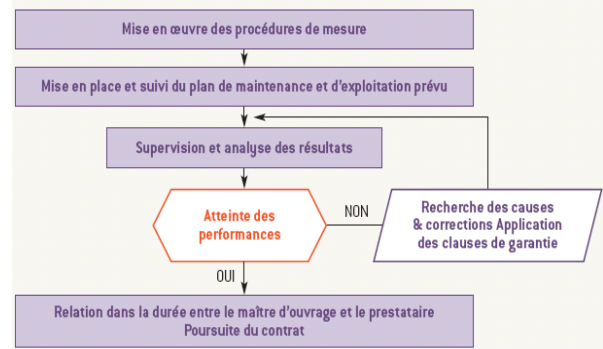 Mise en œuvre des procédures de mesure
Mise en place et suivi du plan de maintenance et d'exploitation prévu
Supervision et analyse des résultats
Atteinte des
performances
NON
Recherche des causes
& corrections Application
des clauses de garantie
OUI
Relation dans la durée entre le maître d'ouvrage et le prestataire
Poursuite du contrat